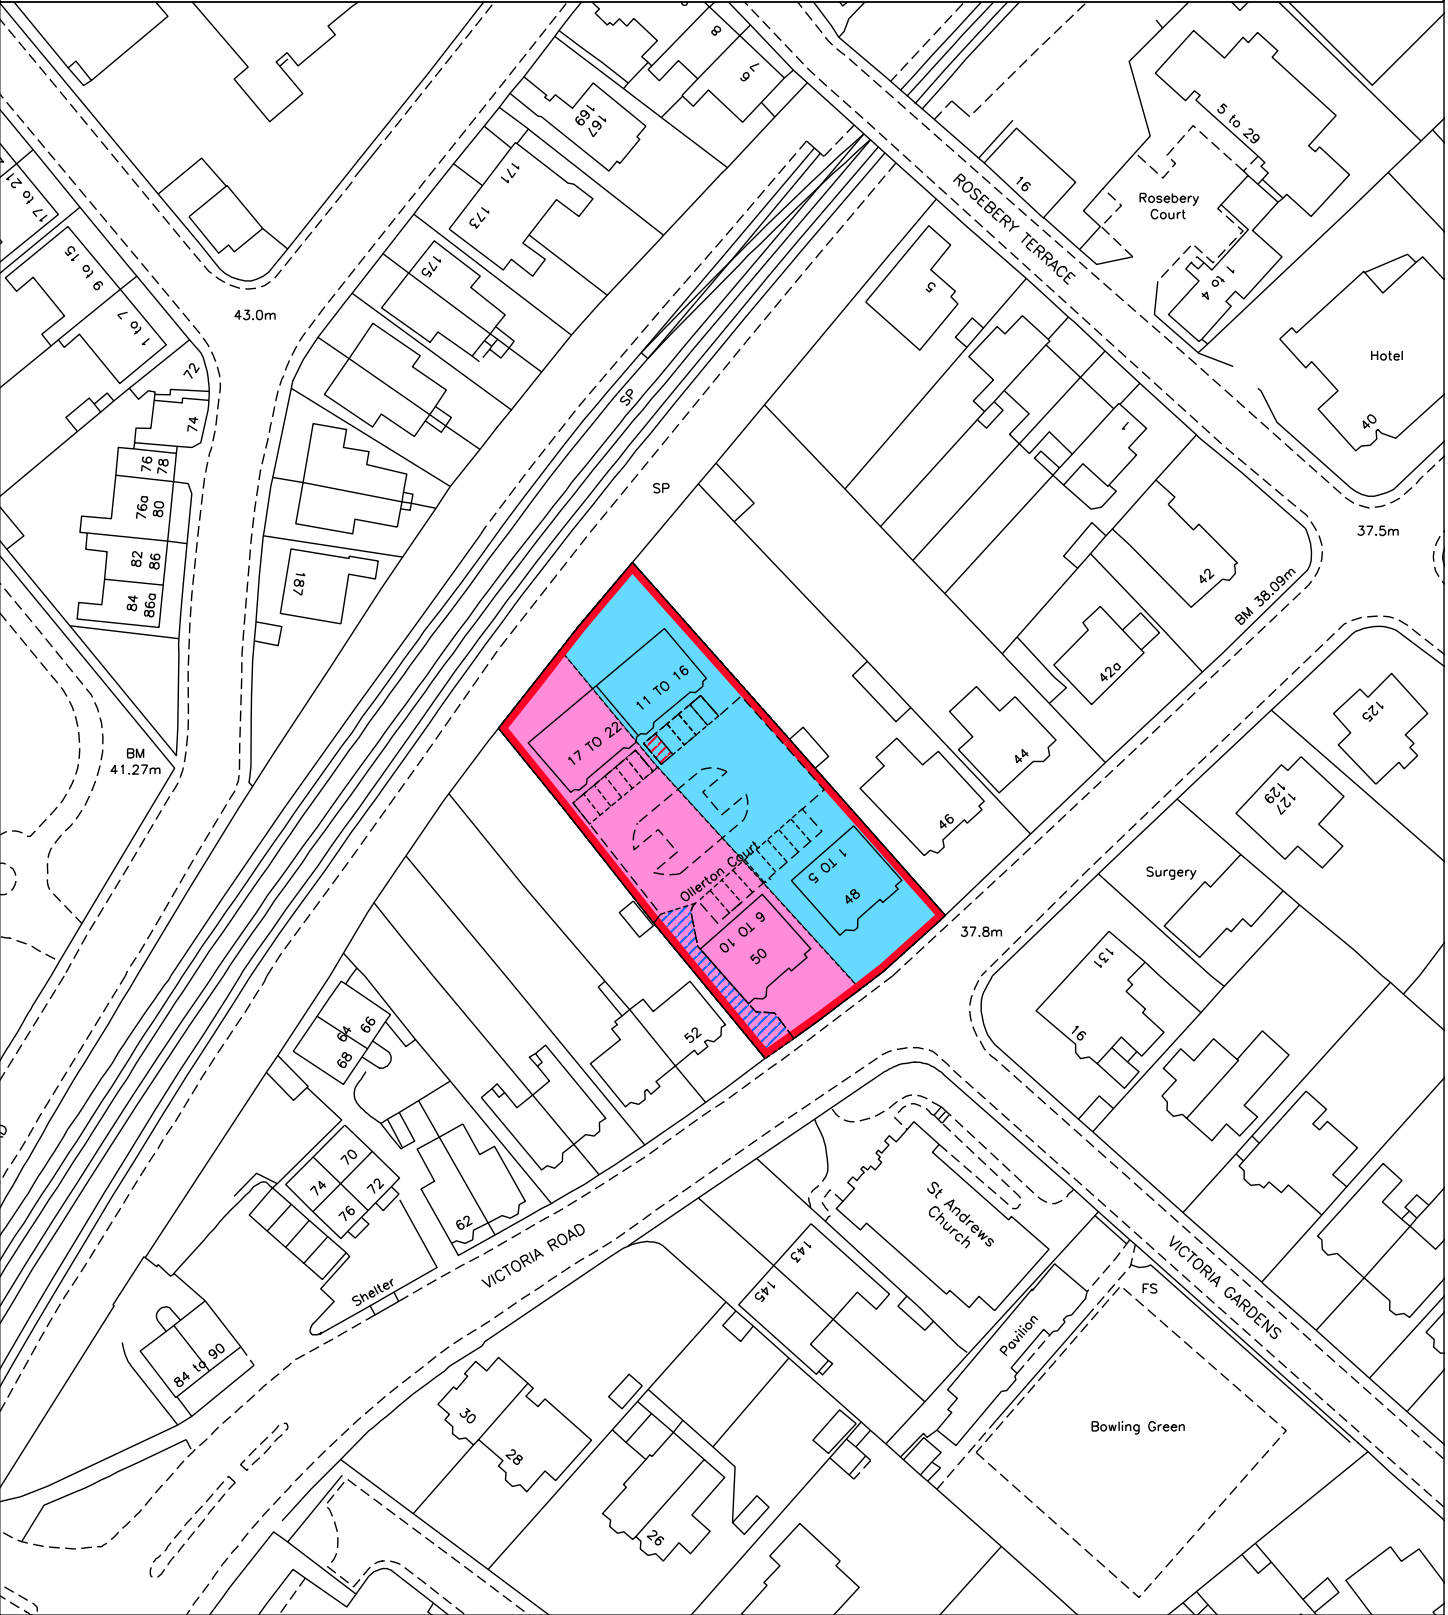 8
7
6
5 to 29
167
169
16
171
Rosebery
Court
ROSEBERY TERRACE
17 to 21
173
175
9 to 15
1 to 4
5
43.0m
1 to 7
Hotel
72
SP
40
74
1
76
78
SP
76a
80
37.5m
82
86
42
187
BM 38.09m
84
86a
42a
11 TO 16
125
17 TO 22
44
BM
41.27m
129
127
46
Ollerton Court
1 TO 5
48
Surgery
6 TO 10
50
37.8m
131
64
66
68
52
16
70
74
72
76
62
St Andrews
Church
VICTORIA ROAD
143
145
VICTORIA GARDENS
Shelter
FS
Pavilion
84 to 90
30
28
Bowling Green
26